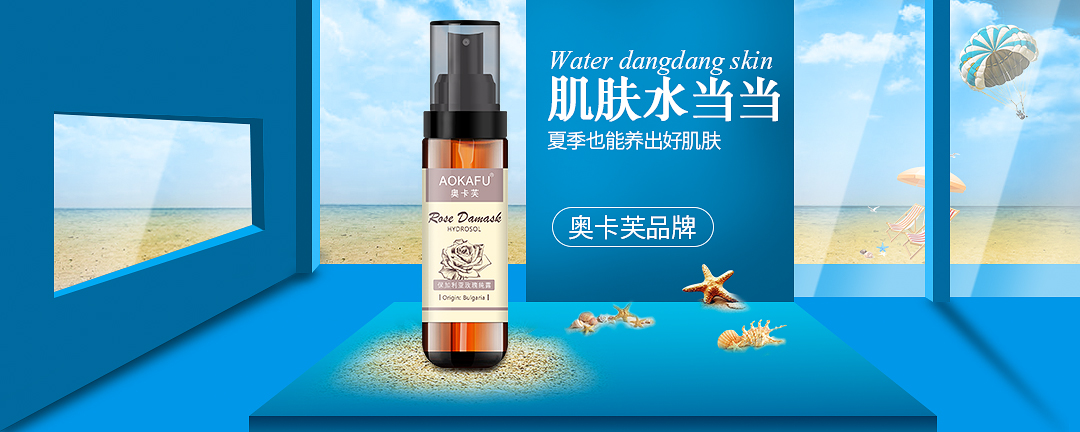 Water dangdang skin
肌肤水当当
夏季也能养出好肌肤
奥卡芙品牌
AOKAFU®
奥卡芙
Rose Damask
HYDROSOL
保加利亚玫瑰纯露
Origin: Bulgaria